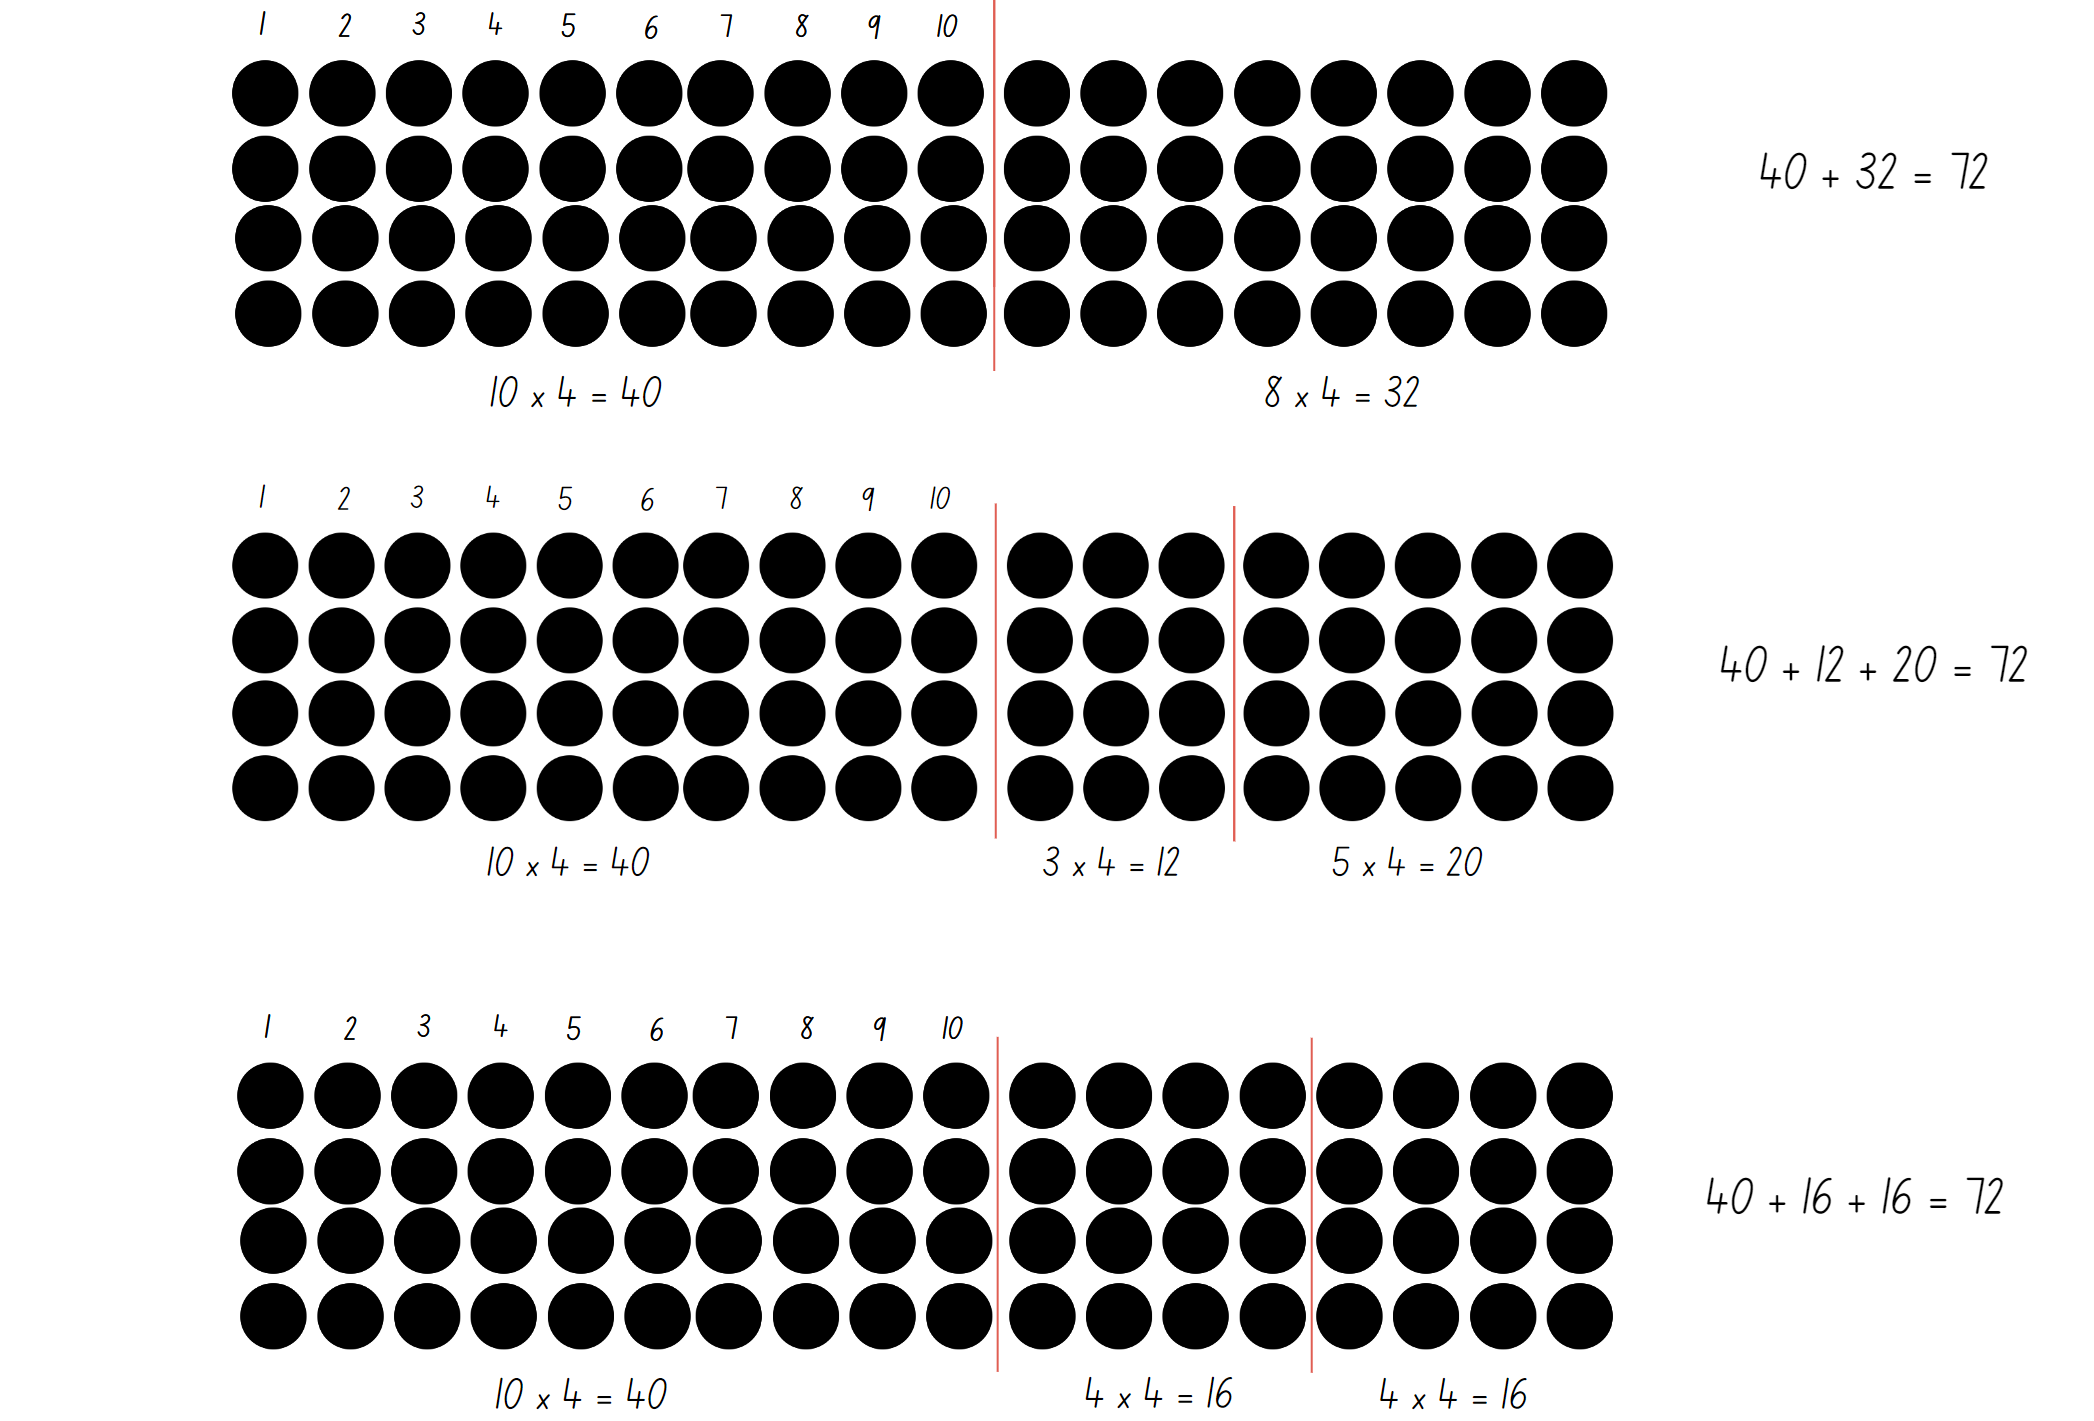 1 2 3 4 5 6 7 8 9 10
40 + 32 = 72
10 x 4 = 40
8 x 4 = 32
1 2 3 4 5 6 7 8 9 10
40 + 12 + 20 = 72
10 x 4 = 40
3 x 4 = 12
5 x 4 = 20
1 2 3 4 5 6 7 8 9 10
40 + 16 + 16 = 72
10 x 4 = 40
4 x 4 = 16
4 x 4 = 16